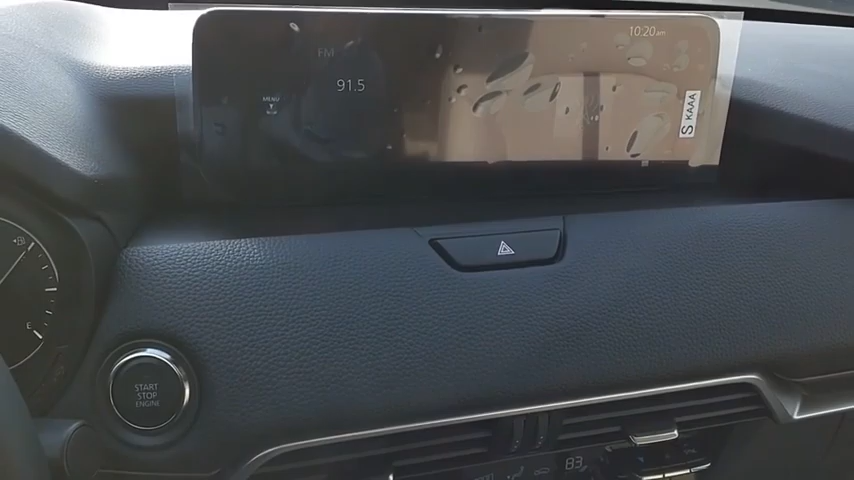 10:20am
FM
91.5
MENU
S KAAA
E
START
STOP
ENGINE
83